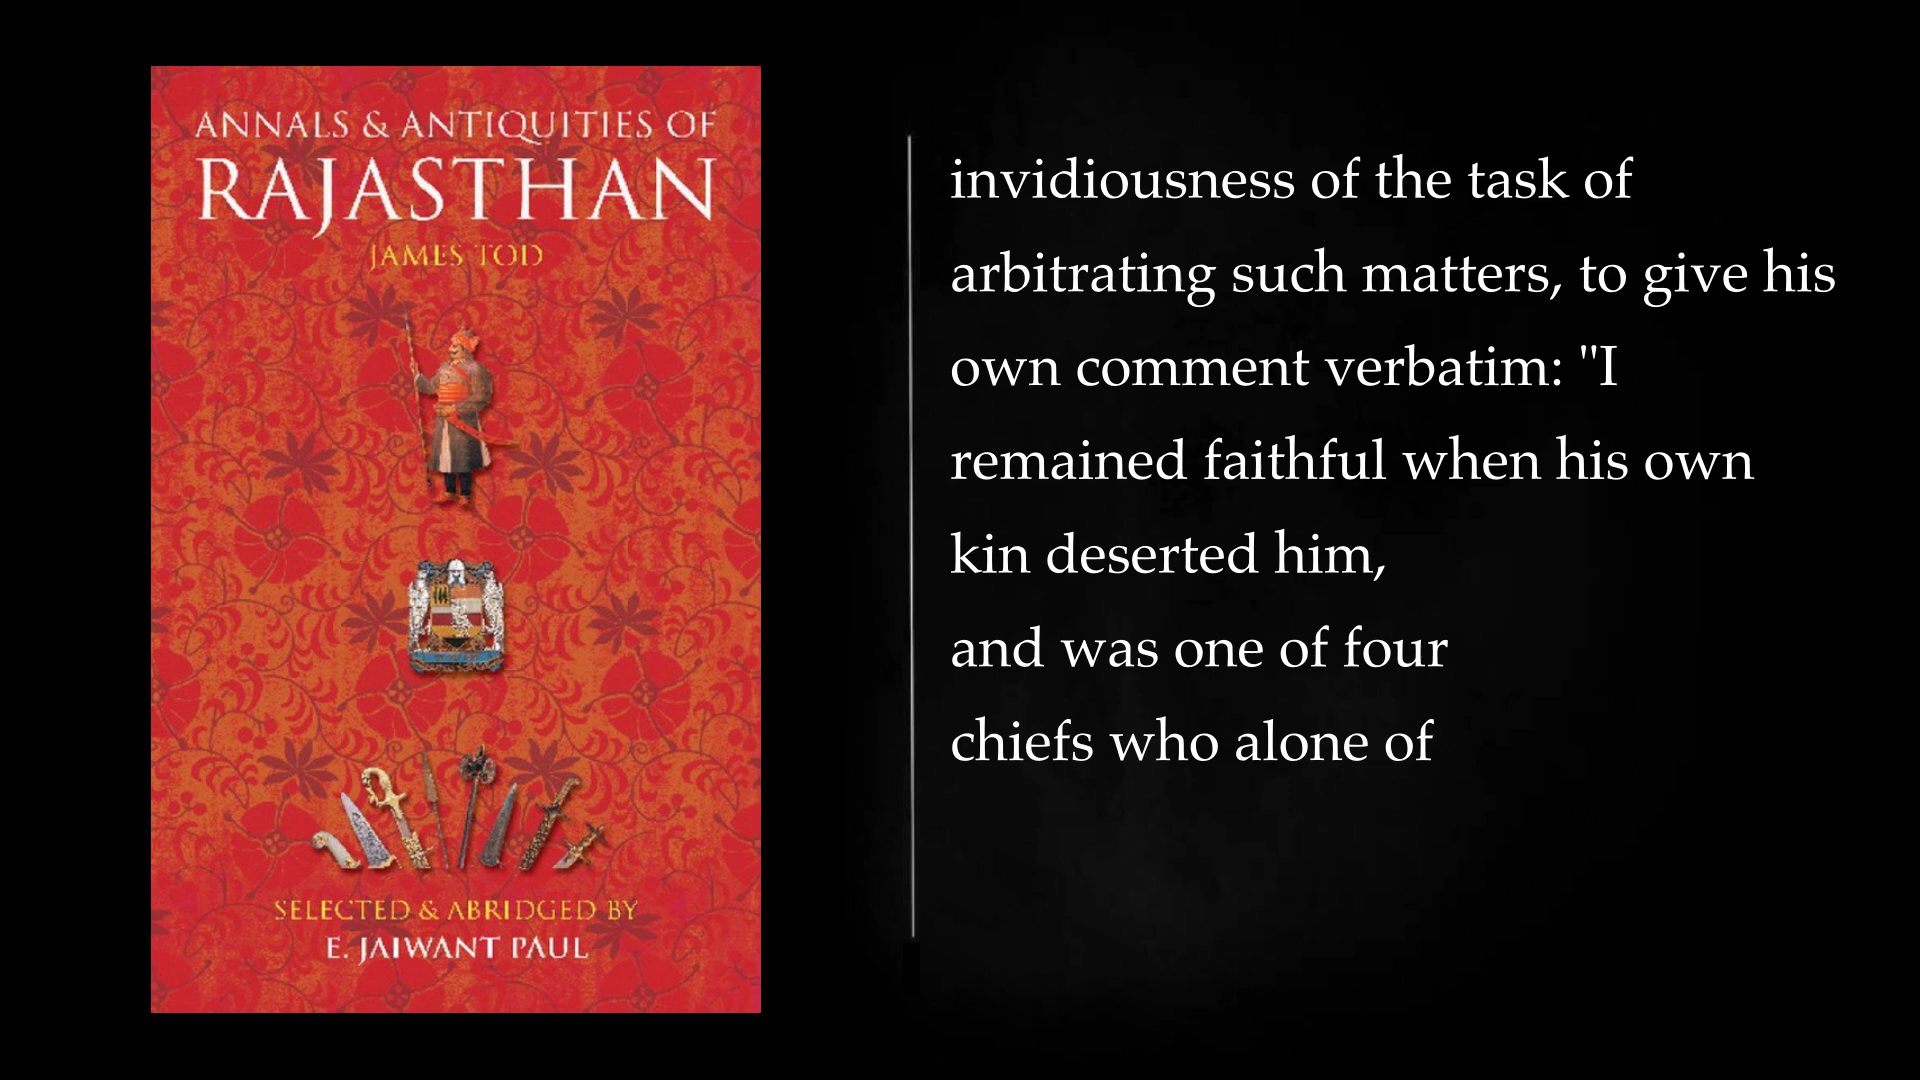 ANNALS & ANTIQUITIES OF
RAJASTHAN
JAMES TOD
SELECTED & ABRIDGED BY
E. JAIWANT PAUL
invidiousness of the task of
arbitrating such matters, to give his
own comment verbatim: "I
remained faithful when his own
kin deserted him,
and was one of four
chiefs who alone of